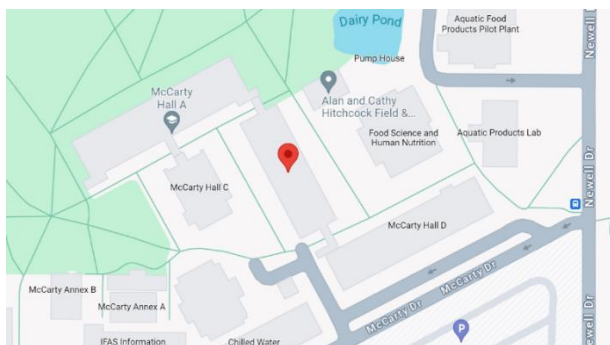 Dairy Pond
Aquatic Food
Products Pilot Plant
Newell Dr
Pump House
McCarty
Hall A
Alan and Cathy
Hitchcock Field &...
Food Science and
Human Nutrition
Aquatic Products Lab
McCarty Hall C
Newell Dr
McCarty Hall D
McCarty Annex B
McCarty Annex A
McCarty Dr
McCarty Dr
P
IFAS Information
Chilled Water
ewell Dr